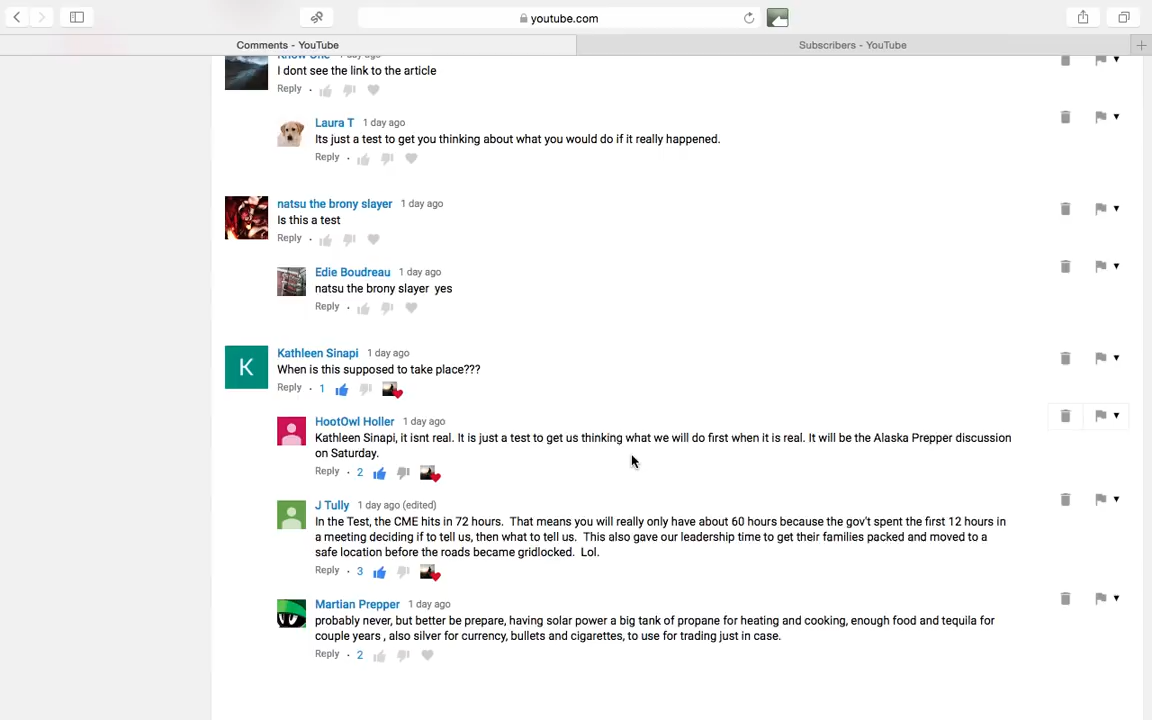 youtube.com
Comments - YouTube
Subscribers - YouTube
Know One 1 day ago
I dont see the link to the article
Reply
Laura T 1 day ago
Its just a test to get you thinking about what you would do if it really happened.
Reply
natsu the brony slayer 1 day ago
Is this a test
Reply
Edie Boudreau 1 day ago
natsu the brony slayer yes
Reply
K
Kathleen Sinapi 1 day ago
When is this supposed to take place???
Reply 1
HootOwl Holler 1 day ago
Kathleen Sinapi, it isnt real. It is just a test to get us thinking what we will do first when it is real. It will be the Alaska Prepper discussion
on Saturday.
Reply 2
J Tully 1 day ago (edited)
In the Test, the CME hits in 72 hours. That means you will really only have about 60 hours because the gov't spent the first 12 hours in
a meeting deciding if to tell us, then what to tell us. This also gave our leadership time to get their families packed and moved to a
safe location before the roads became gridlocked. Lol.
Reply 3
Martian Prepper 1 day ago
probably never, but better be prepare, having solar power a big tank of propane for heating and cooking, enough food and tequila for
couple years , also silver for currency, bullets and cigarettes, to use for trading just in case.
Reply 2